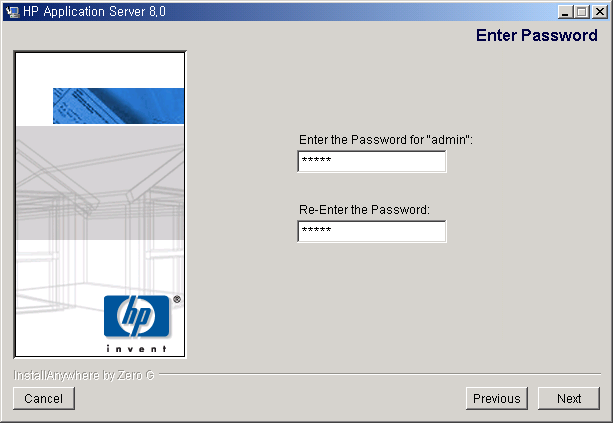 HP Application Server 8,0
Enter Password
Enter the Password for "admin":
*****
Re-Enter the Password:
*****
hp
®
invent
InstallAnywhere by Zero G
Cancel
Previous
Next